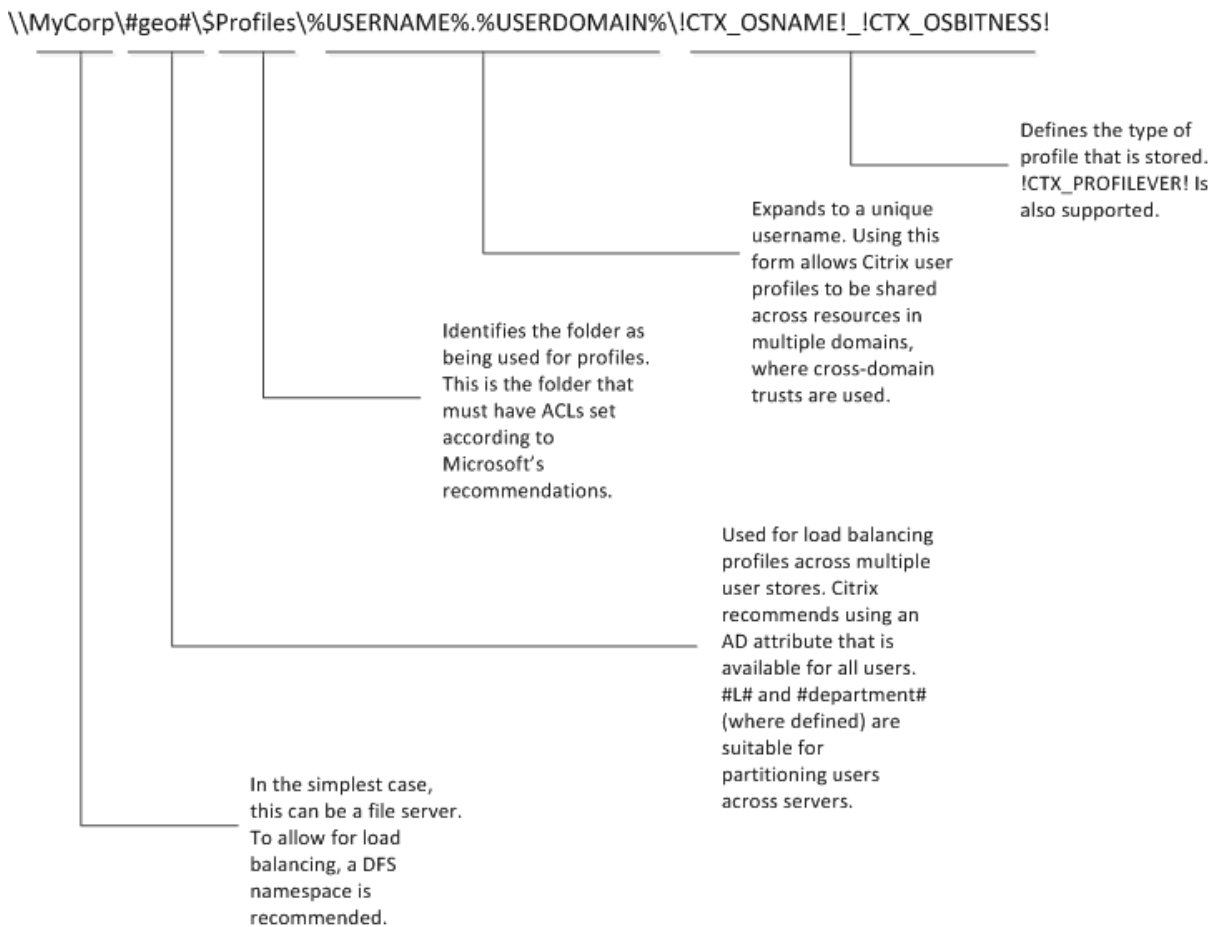 \\MyCorp\#geo#\$Profiles\%USERNAME%.%USERDOMAIN%\!CTX_OSNAME!_!CTX_OSBITNESS!
Defines the type of
profile that is stored.
!CTX_PROFILEVER! Is
also supported.
Expands to a unique
username. Using this
form allows Citrix user
profiles to be shared
across resources in
multiple domains,
where cross-domain
trusts are used.
Identifies the folder as
being used for profiles.
This is the folder that
must have ACLs set
according to
Microsoft's
recommendations.
Used for load balancing
profiles across multiple
user stores. Citrix
recommends using an
AD attribute that is
available for all users.
#L# and #department#
(where defined) are
suitable for
partitioning users
across servers.
In the simplest case,
this can be a file server.
To allow for load
balancing, a DFS
namespace is
recommended.